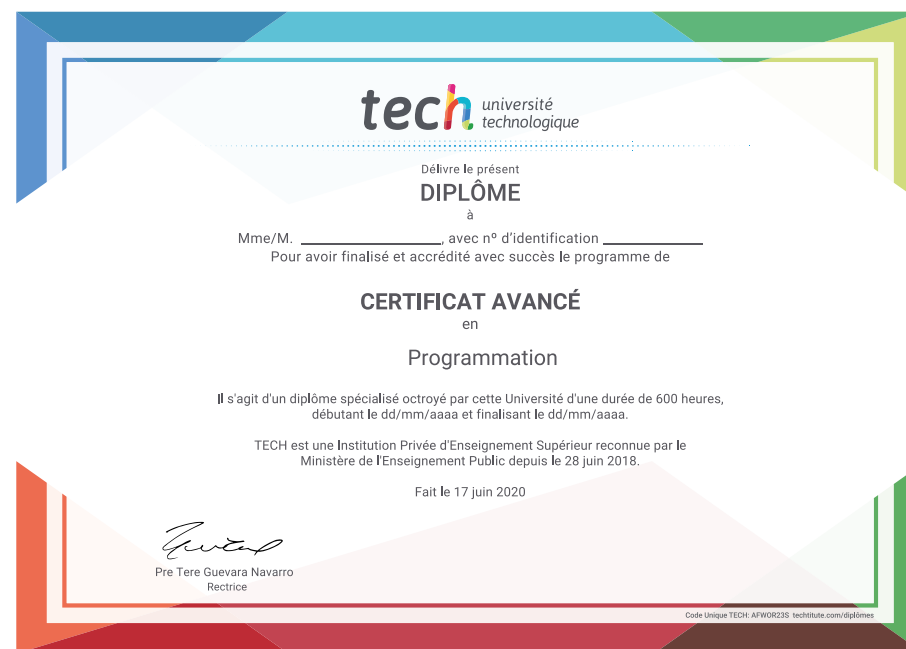 tech université
technologique
Délivre le présent
DIPLÔME
à
Mme/M. ____________________, avec nº d'identification ______________
Pour avoir finalisé et accrédité avec succès le programme de
CERTIFICAT AVANCÉ
en
Programmation
Il s'agit d'un diplôme spécialisé octroyé par cette Université d'une durée de 600 heures,
débutant le dd/mm/aaaa et finalisant le dd/mm/aaaa.
TECH est une Institution Privée d'Enseignement Supérieur reconnue par le
Ministère de l'Enseignement Public depuis le 28 juin 2018.
Fait le 17 juin 2020
Pre Tere Guevara Navarro
Rectrice
Code Unique TECH: AFWOR23S techtitute.com/diplômes